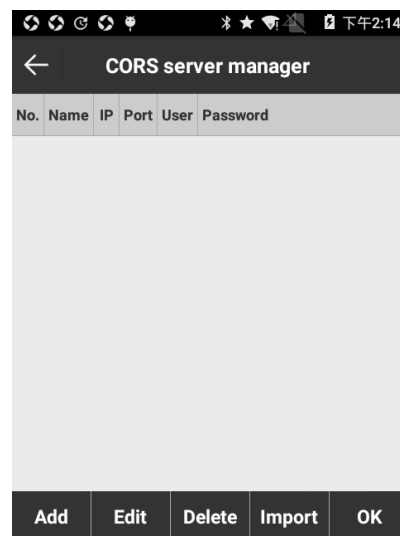 下午2:14
CORS server manager
No. Name IP Port User Password
Add Edit Delete Import OK